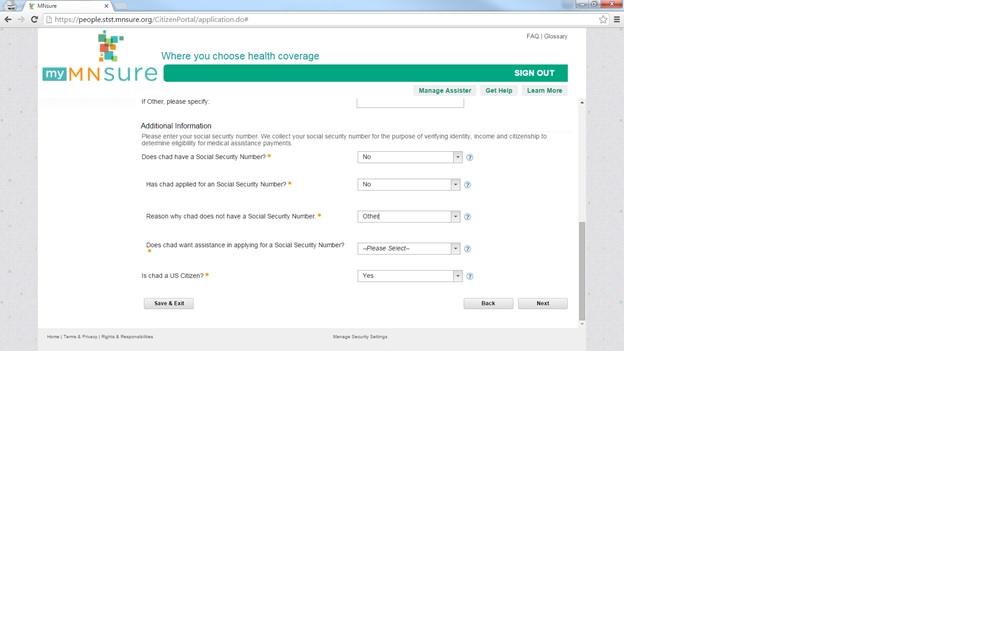 MNsure
https://people.stst.mnsure.org/CitizenPortal/application.do#
FAQ | Glossary
Where you choose health coverage
my MNsure
SIGN OUT
Manage Assister Get Help Learn More
If Other, please specify:
Additional Information
Please enter your social security number. We collect your social security number for the purpose of verifying identity, income and citizenship to
determine eligibility for medical assistance payments.
Does chad have a Social Security Number? * No
Has chad applied for an Social Security Number? * No
Reason why chad does not have a Social Security Number. * Other
Does chad want assistance in applying for a Social Security Number?
* --Please Select--
Is chad a US Citizen? * Yes
Save & Exit Back Next
Home | Terms & Privacy | Rights & Responsibilities Manage Security Settings